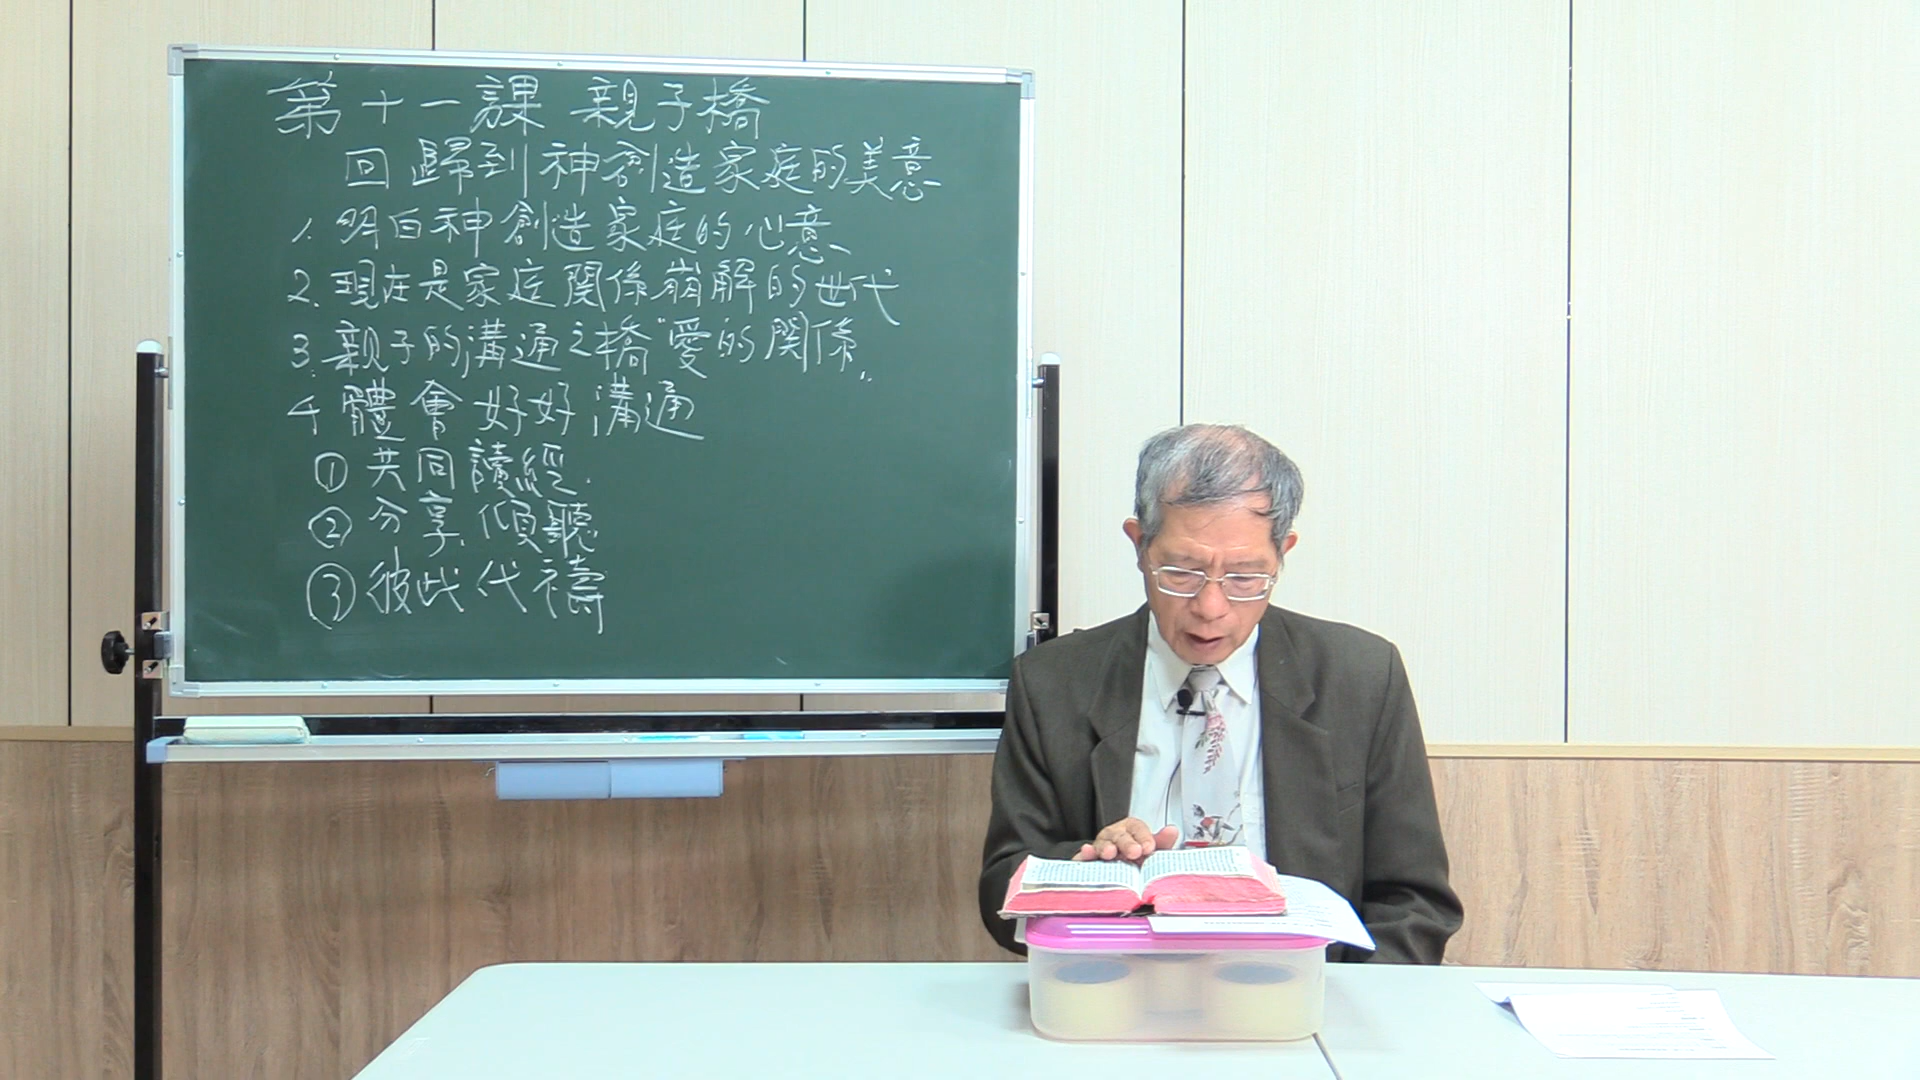 第十一課 親子橋
回歸到神創造家庭的美意
1. 明白神創造家庭的心意
2. 現在是家庭關係崩解的世代
3. 親子的溝通之橋"愛的關係"
4 體會好好溝通
① 共同讀經.
② 分享.傾聽
③ 彼此代禱